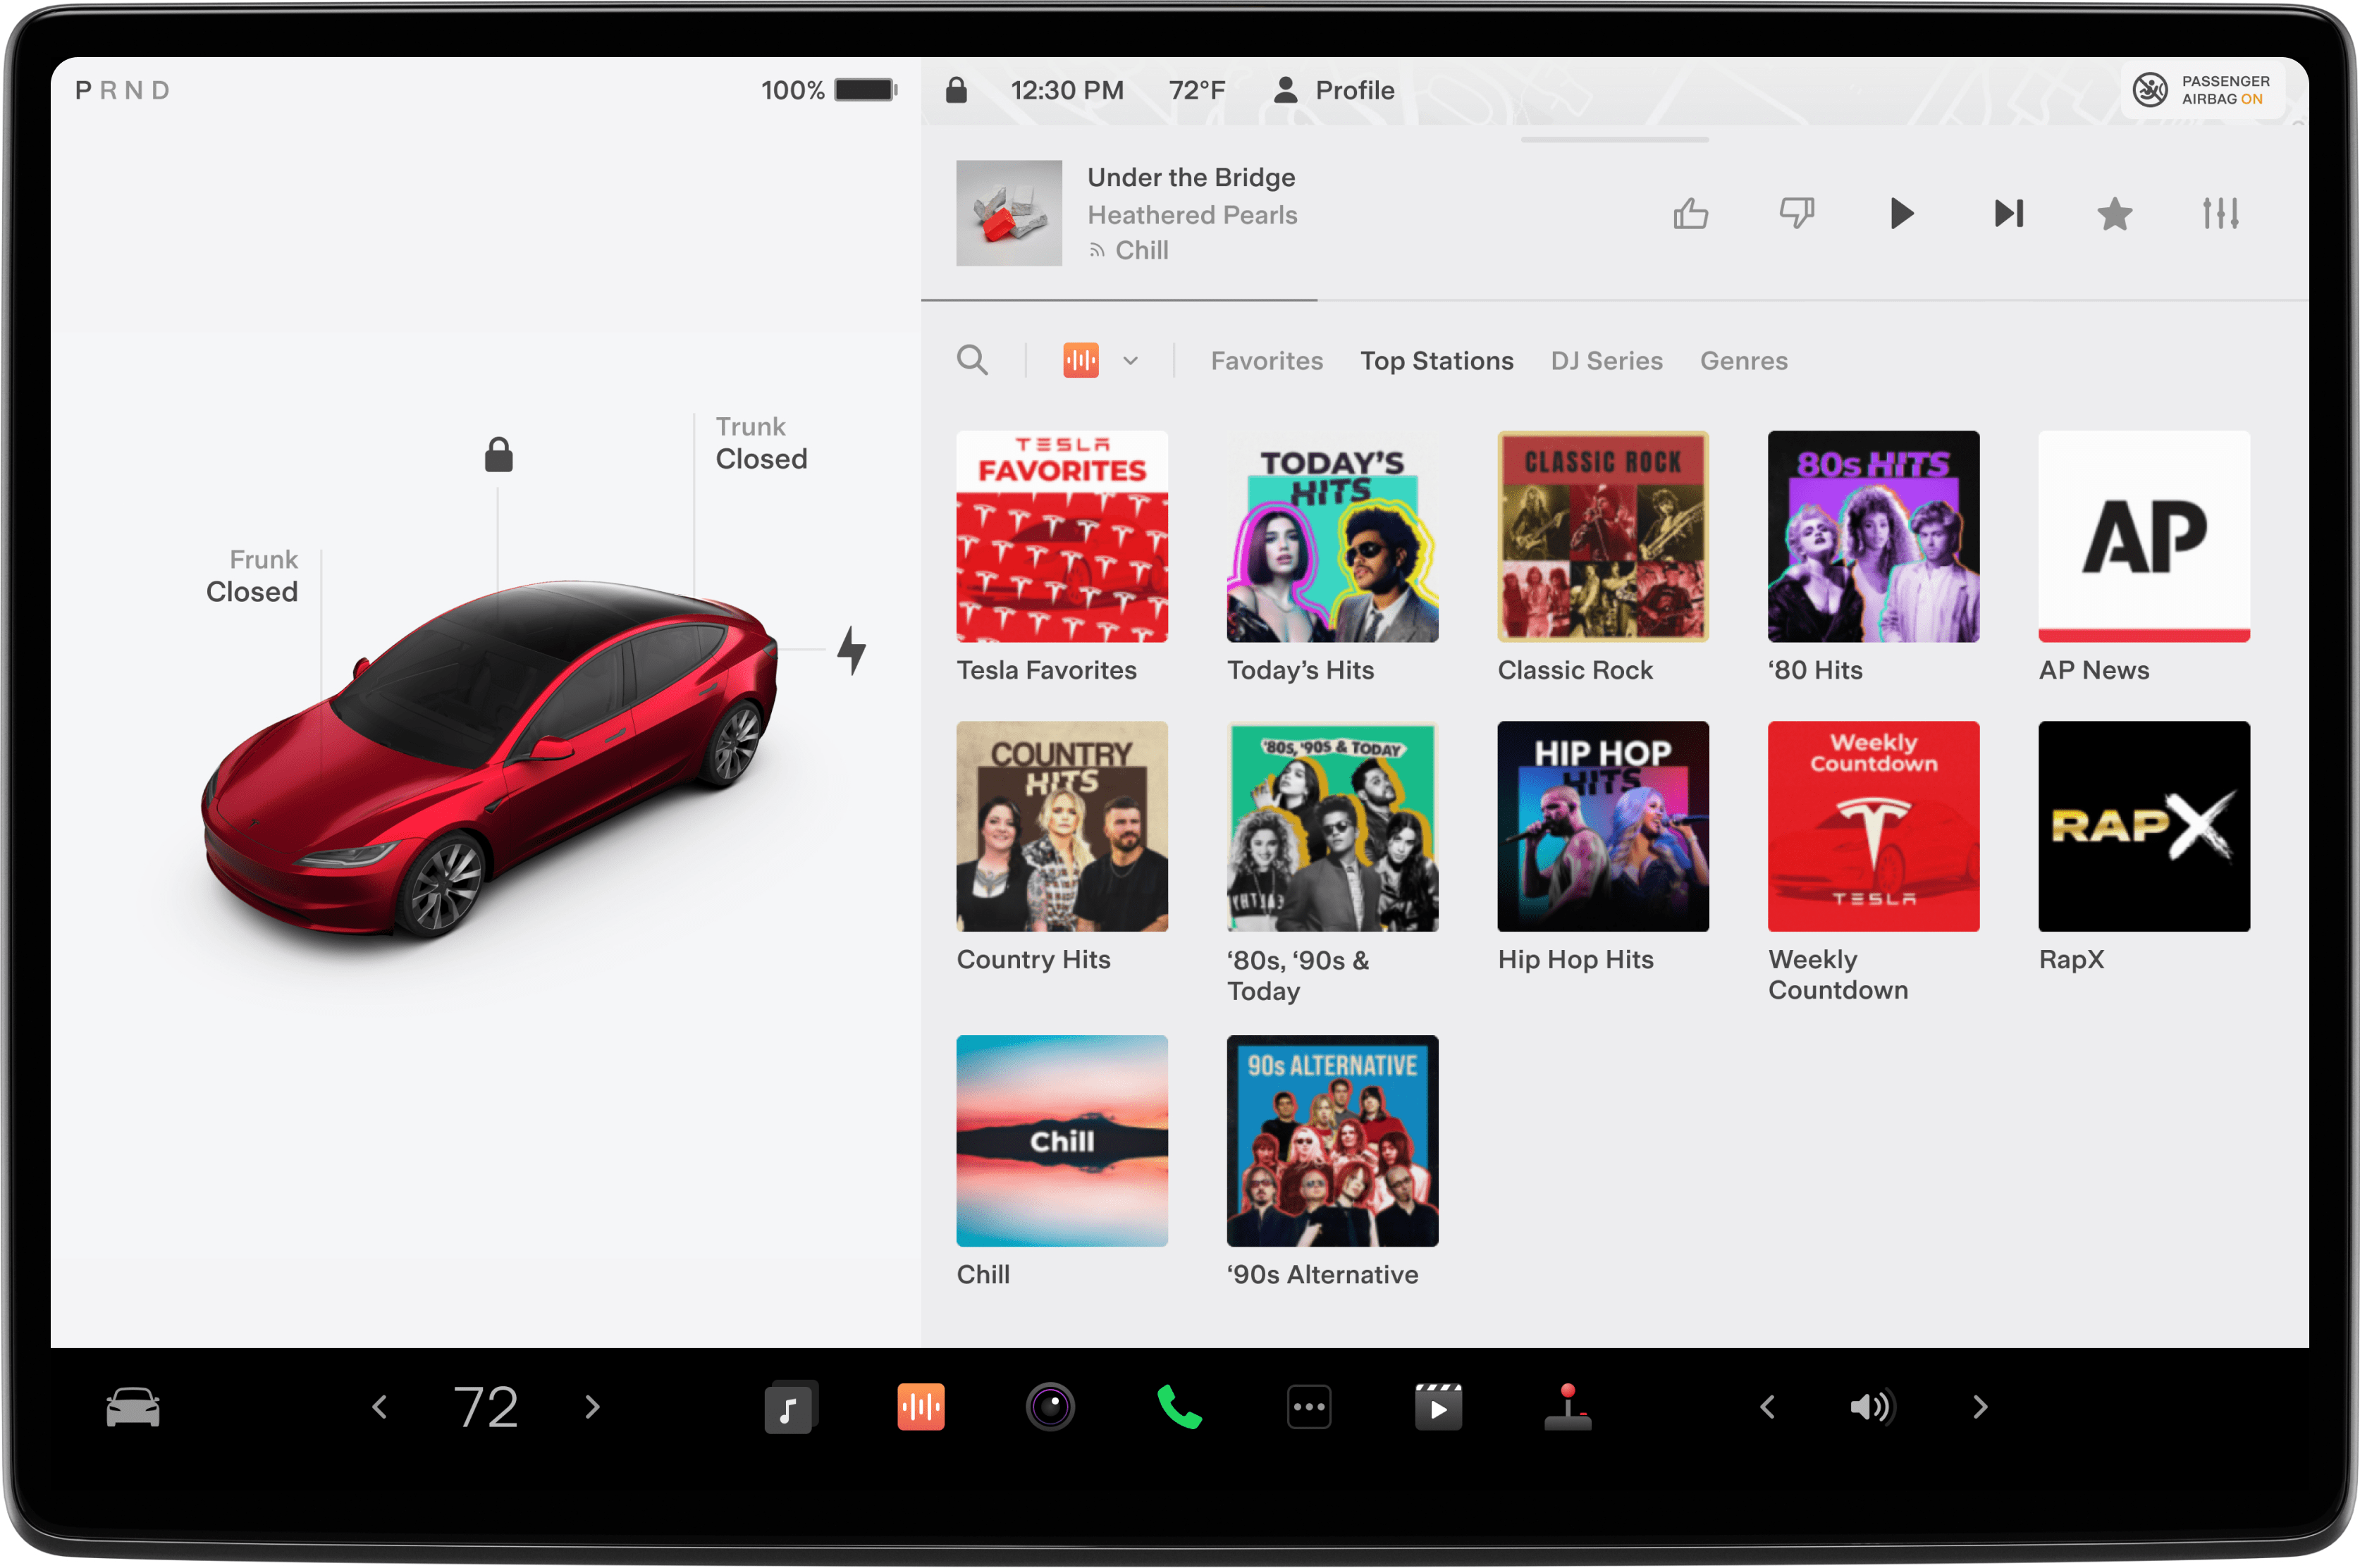 P R N D
100%
12:30 PM 72°F Profile
PASSENGER
AIRBAG ON
Under the Bridge
Heathered Pearls
Chill
Favorites Top Stations DJ Series Genres
Trunk
Closed
Frunk
Closed
TESLA
FAVORITES
Tesla Favorites
TODAY'S
HITS
Today's Hits
CLASSIC ROCK
Classic Rock
80s HITS
‘80 Hits
AP
AP News
COUNTRY
HITS
Country Hits
'80s, '90s & TODAY
‘80s, ‘90s &
Today
HIP HOP
HITS
Hip Hop Hits
Weekly
Countdown
TESLA
Weekly
Countdown
RAPX
RapX
Chill
Chill
90s ALTERNATIVE
‘90s Alternative
72